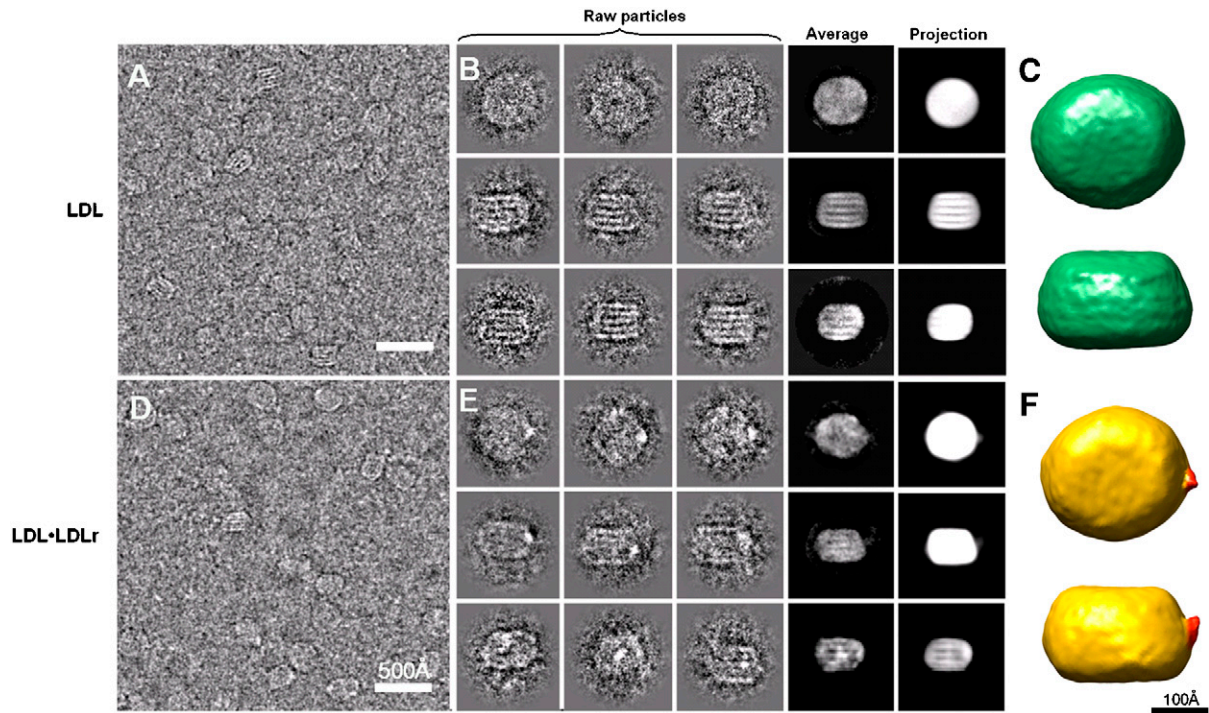 Raw particles
Average
Projection
A
B
C
LDL
D
E
F
LDL•LDLr
500Å
100Å